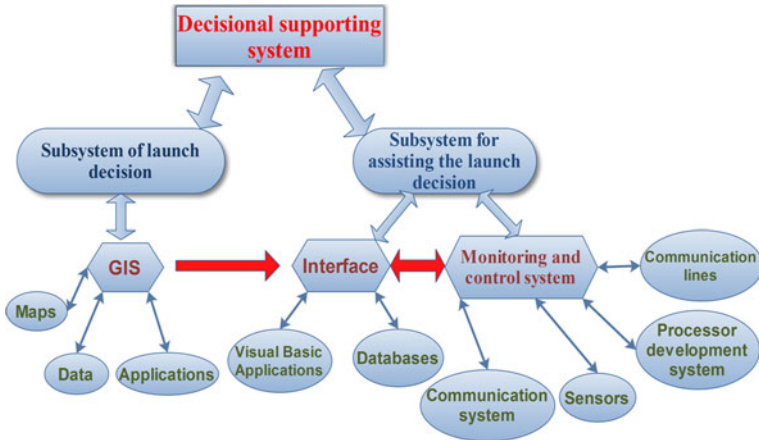 Decisional supporting
system
Subsystem of launch
decision
Subsystem for
assisting the launch
decision
GIS
Interface
Monitoring and
control system
Communication
lines
Maps
Data
Applications
Visual Basic
Applications
Databases
Communication
system
Sensors
Processor
development
system